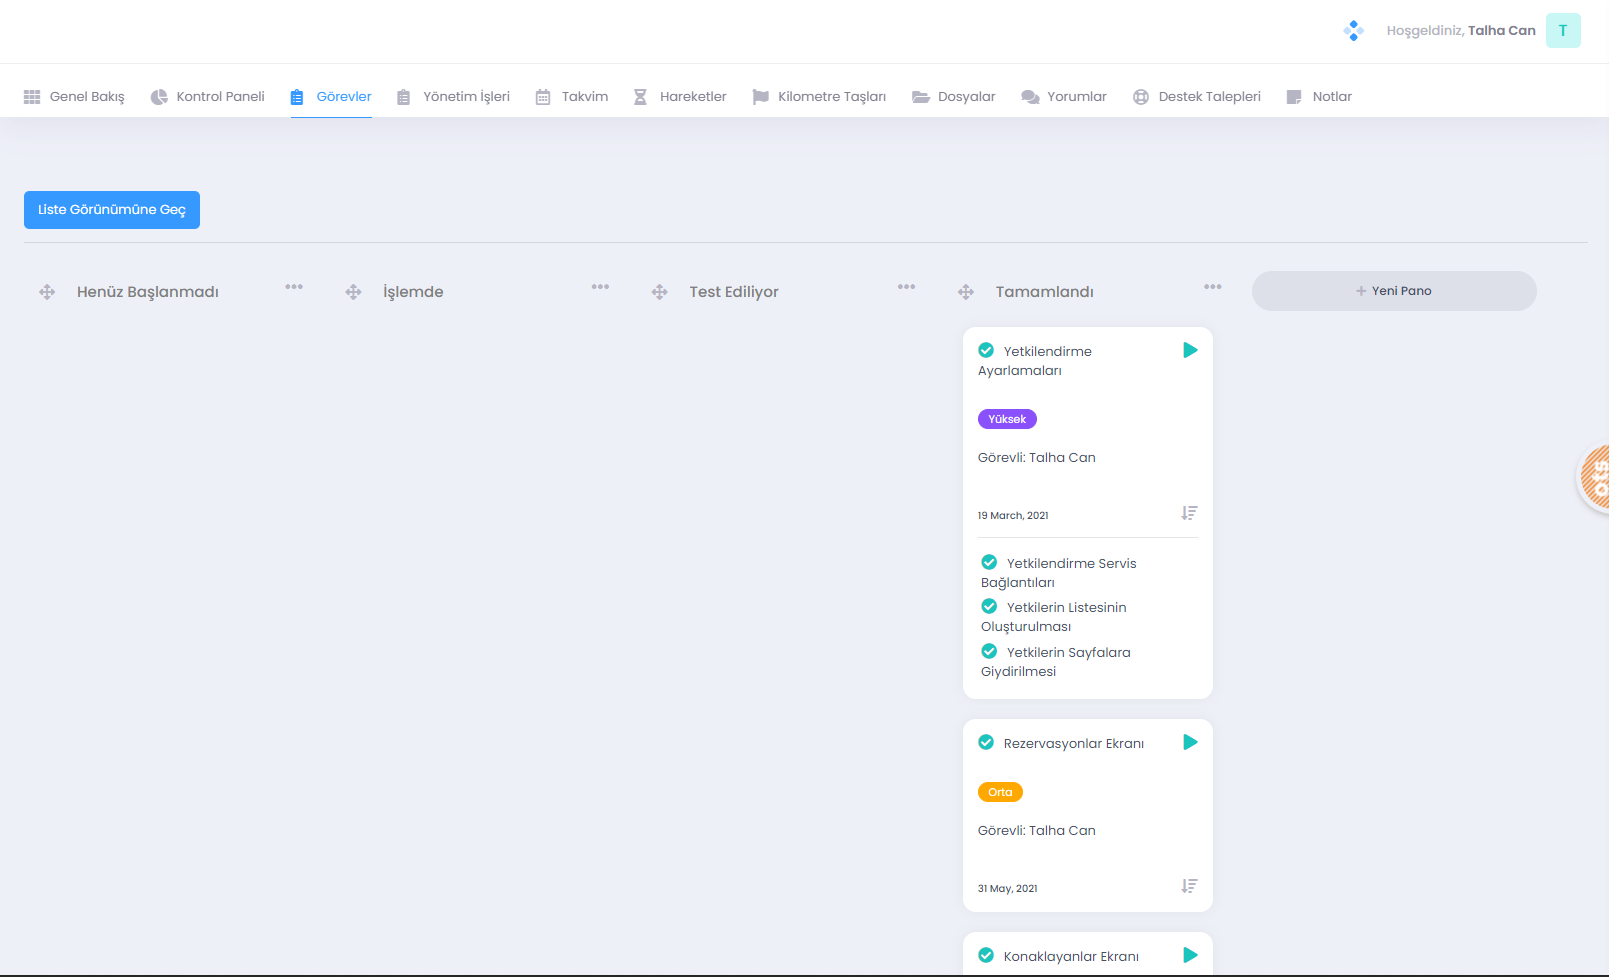 Hoşgeldiniz, Talha Can
T
Genel Bakış
Kontrol Paneli
Görevler
Yönetim İşleri
Takvim
Hareketler
Kilometre Taşları
Dosyalar
Yorumlar
Destek Talepleri
Notlar
Liste Görünümüne Geç
Henüz Başlanmadı
İşlemde
Test Ediliyor
Tamamlandı
+ Yeni Pano
Yetkilendirme
Ayarlamaları
Yüksek
Görevli: Talha Can
19 March, 2021
Yetkilendirme Servis
Bağlantıları
Yetkilerin Listesinin
Oluşturulması
Yetkilerin Sayfalara
Giydirilmesi
Rezervasyonlar Ekranı
Orta
Görevli: Talha Can
31 May, 2021
Konaklayanlar Ekranı